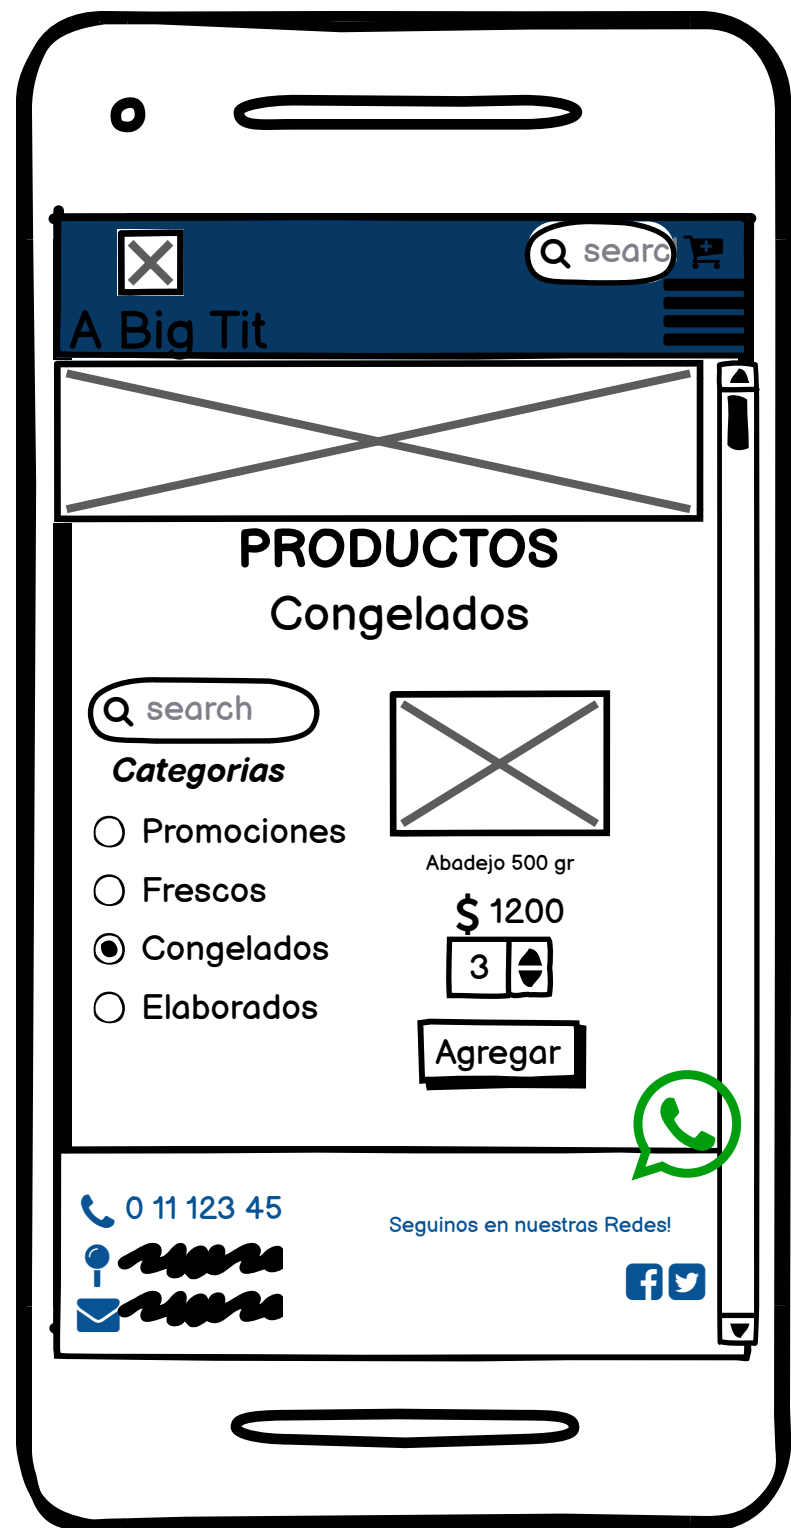 searc
A Big Tit
PRODUCTOS
Congelados
search
Categorias
Promociones
Frescos
Congelados
Elaborados
Abadejo 500 gr
$ 1200
3
Agregar
0 11 123 45
Seguinos en nuestras Redes!